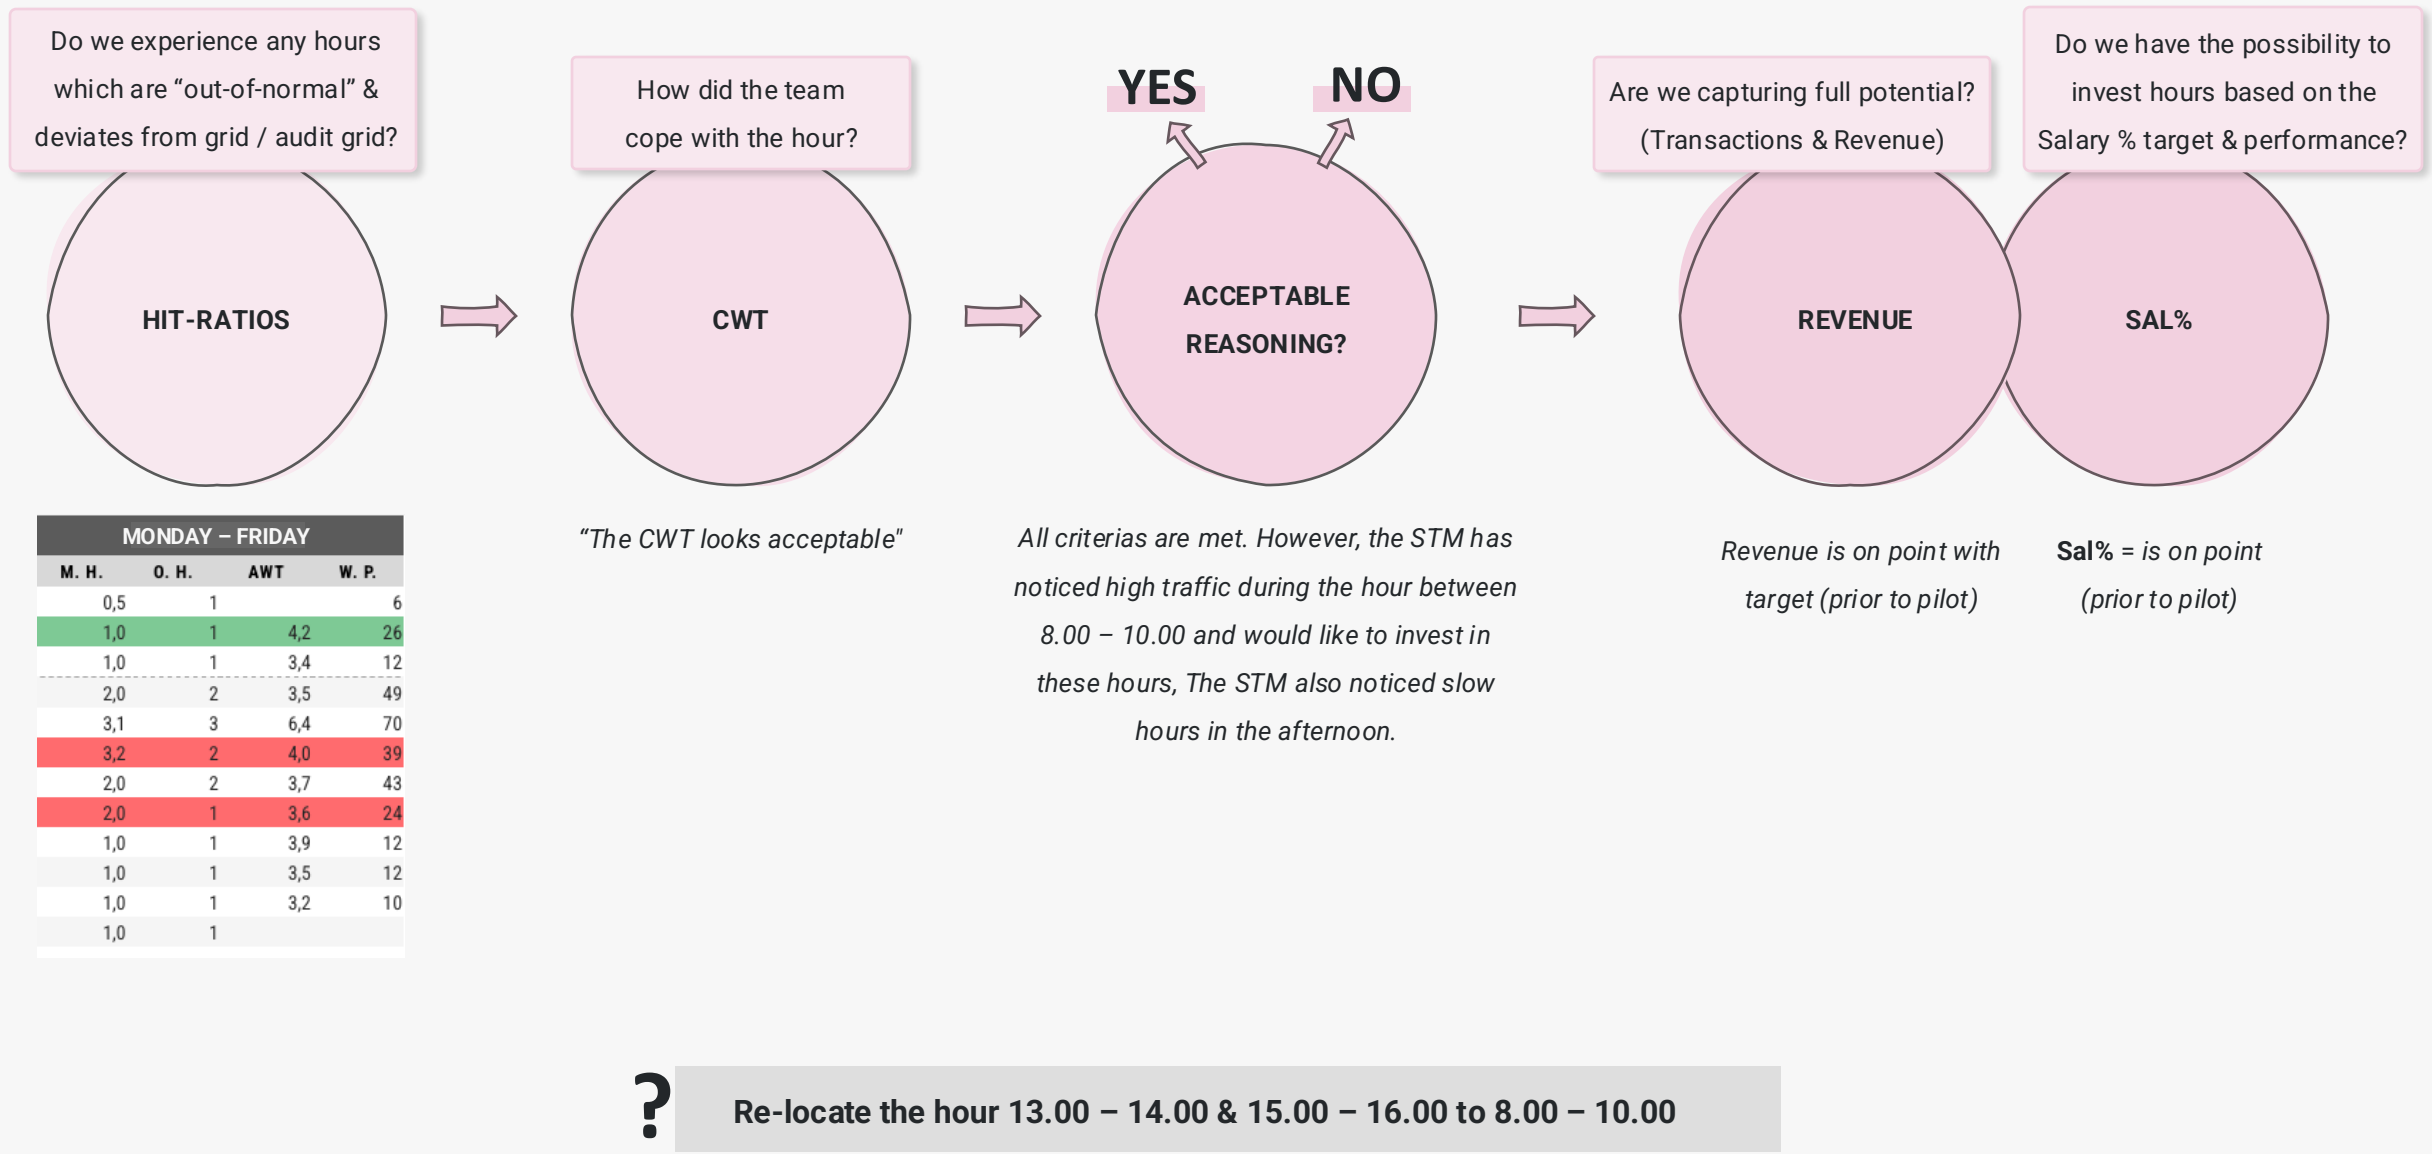 Do we experience any hours
which are “out-of-normal” &
deviates from grid / audit grid?
How did the team
cope with the hour?
YES
NO
Are we capturing full potential?
(Transactions & Revenue)
Do we have the possibility to
invest hours based on the
Salary % target & performance?
HIT-RATIOS
CWT
ACCEPTABLE
REASONING?
REVENUE
SAL%
MONDAY – FRIDAY
M. H. O. H. AWT W. P.
0,5 1 6
1,0 1 4,2 26
1,0 1 3,4 12
2,0 2 3,5 49
3,1 3 6,4 70
3,2 2 4,0 39
2,0 2 3,7 43
2,0 1 3,6 24
1,0 1 3,9 12
1,0 1 3,5 12
1,0 1 3,2 10
1,0 1
“The CWT looks acceptable"
All criterias are met. However, the STM has
noticed high traffic during the hour between
8.00 – 10.00 and would like to invest in
these hours, The STM also noticed slow
hours in the afternoon.
Revenue is on point with
target (prior to pilot)
Sal% = is on point
(prior to pilot)
?
Re-locate the hour 13.00 – 14.00 & 15.00 – 16.00 to 8.00 – 10.00